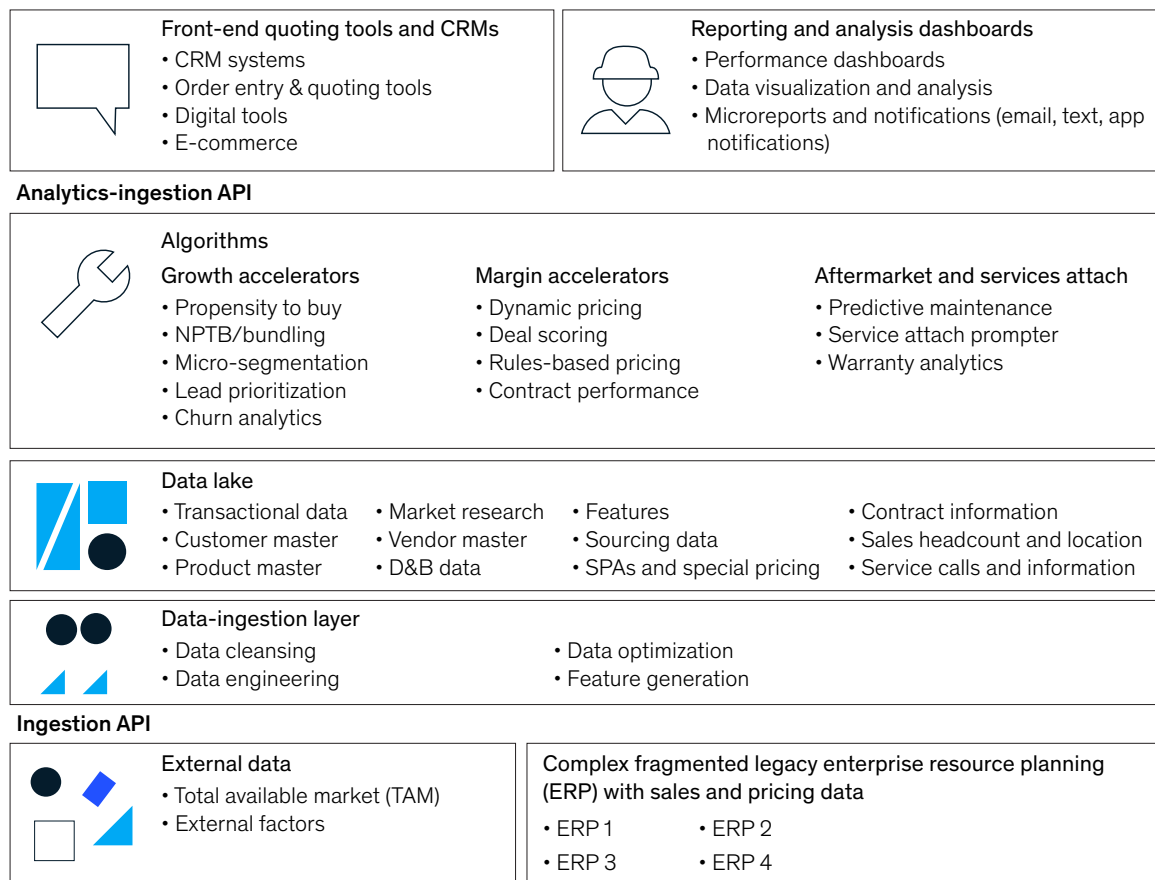 Front-end quoting tools and CRMs
• CRM systems
• Order entry & quoting tools
• Digital tools
• E-commerce
Reporting and analysis dashboards
• Performance dashboards
• Data visualization and analysis
• Microreports and notifications (email, text, app
notifications)
Analytics-ingestion API
Algorithms
Growth accelerators
• Propensity to buy
• NPTB/bundling
• Micro-segmentation
• Lead prioritization
• Churn analytics
Margin accelerators
• Dynamic pricing
• Deal scoring
• Rules-based pricing
• Contract performance
Aftermarket and services attach
• Predictive maintenance
• Service attach prompter
• Warranty analytics
Data lake
• Transactional data
• Customer master
• Product master
• Market research
• Vendor master
• D&B data
• Features
• Sourcing data
• SPAs and special pricing
• Contract information
• Sales headcount and location
• Service calls and information
Data-ingestion layer
• Data cleansing
• Data engineering
• Data optimization
• Feature generation
Ingestion API
External data
• Total available market (TAM)
• External factors
Complex fragmented legacy enterprise resource planning
(ERP) with sales and pricing data
• ERP 1
• ERP 2
• ERP 3
• ERP 4